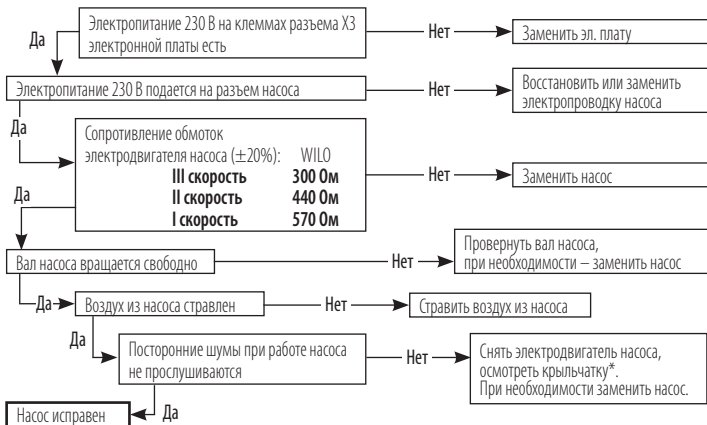 Электропитание 230 В на клеммах разъема Х3
электронной платы есть
Да
Нет
Заменить эл. плату
Электропитание 230 В подается на разъем насоса
Нет
Восстановить или заменить
электропроводку насоса
Да
Сопротивление обмоток
электродвигателя насоса (±20%): WILO
III скорость 300 Ом
II скорость 440 Ом
I скорость 570 Ом
Нет
Заменить насос
Да
Вал насоса вращается свободно
Нет
Провернуть вал насоса,
при необходимости – заменить насос
Да
Воздух из насоса стравлен
Нет
Стравить воздух из насоса
Да
Посторонние шумы при работе насоса
не прослушиваются
Нет
Снять электродвигатель насоса,
осмотреть крыльчатку*.
При необходимости заменить насос.
Да
Насос исправен